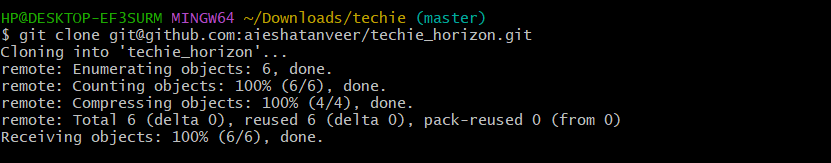 HP@DESKTOP-EF3SURM MINGW64 ~/Downloads/techie (master)
$ git clone git@github.com:aieshatanveer/techie_horizon.git
Cloning into 'techie_horizon'...
remote: Enumerating objects: 6, done.
remote: Counting objects: 100% (6/6), done.
remote: Compressing objects: 100% (4/4), done.
remote: Total 6 (delta 0), reused 6 (delta 0), pack-reused 0 (from 0)
Receiving objects: 100% (6/6), done.